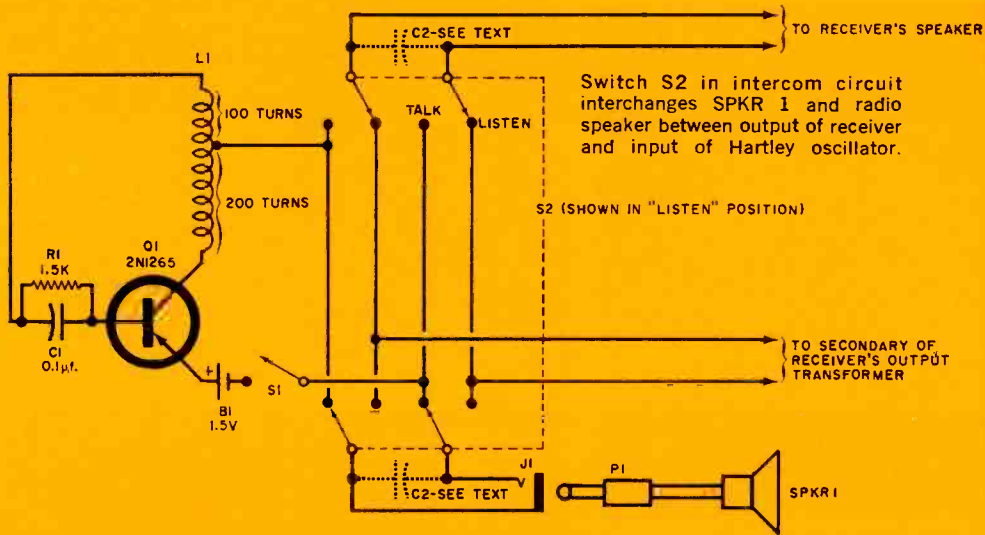 C2-SEE TEXT
TO RECEIVER'S SPEAKER
L1
100 TURNS
200 TURNS
TALK
LISTEN
Switch S2 in intercom circuit
interchanges SPKR 1 and radio
speaker between output of receiver
and input of Hartley oscillator.
S2 (SHOWN IN "LISTEN" POSITION)
R1
1.5K
Q1
2N1265
C1
0.1μf.
+
B1
1.5V
S1
TO SECONDARY OF
RECEIVER'S OUTPUT
TRANSFORMER
C2-SEE TEXT
J1
P1
SPKR 1